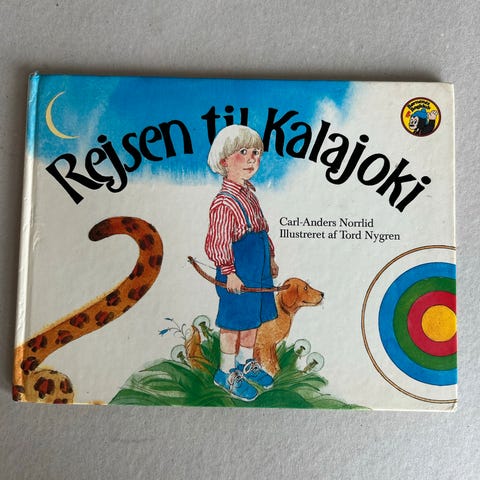 Rejsen til Kalajoki
Carl-Anders Norrlid
Illustreret af Tord Nygren